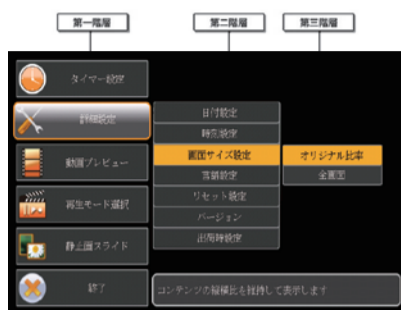 第一階層
第二階層
第三階層
タイマー設定
詳細設定
動画プレビュー
再生モード選択
静止画スライド
終了
日付設定
時刻設定
画面サイズ設定
言語設定
リセット設定
バージョン
出荷時設定
オリジナル比率
全画面
コンテンツの縦横比を維持して表示します